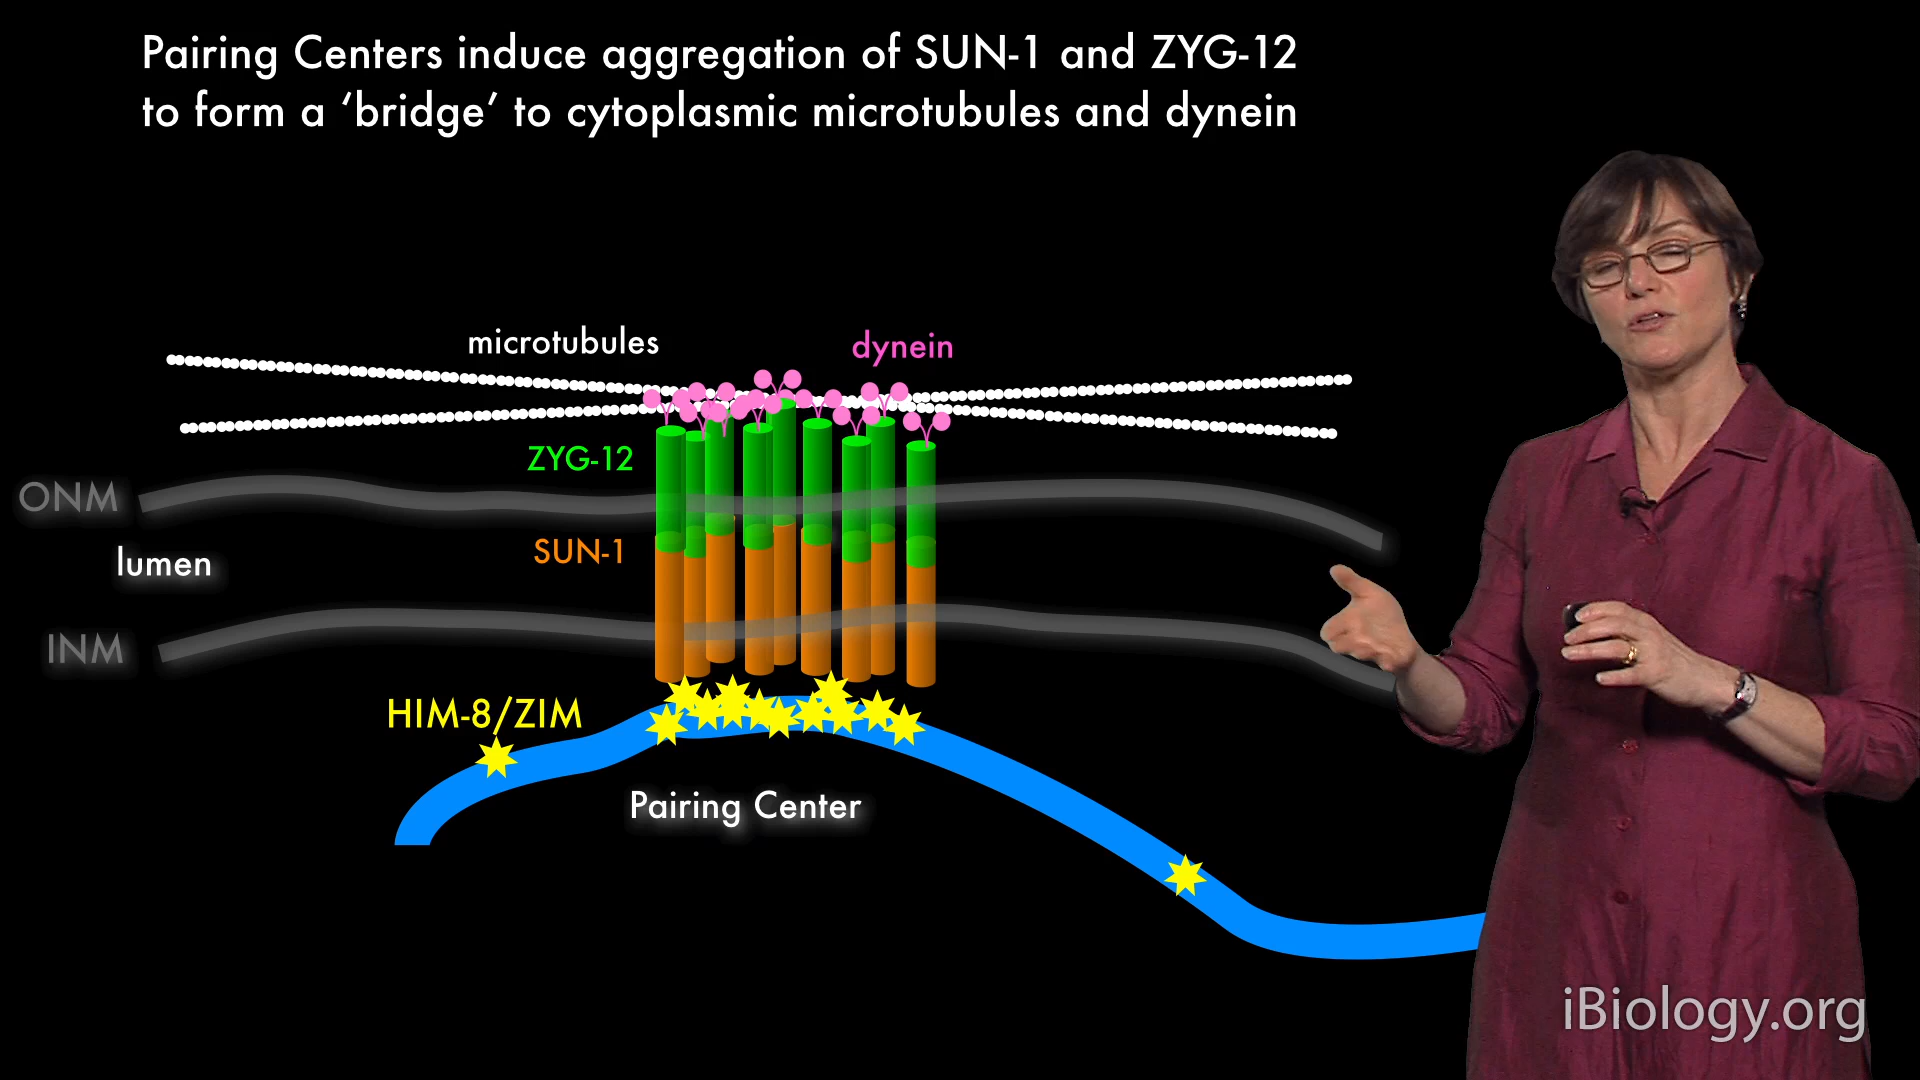 Pairing Centers induce aggregation of SUN-1 and ZYG-12
to form a ‘bridge’ to cytoplasmic microtubules and dynein
microtubules
dynein
ZYG-12
ONM
SUN-1
lumen
INM
HIM-8/ZIM
Pairing Center
iBiology.org